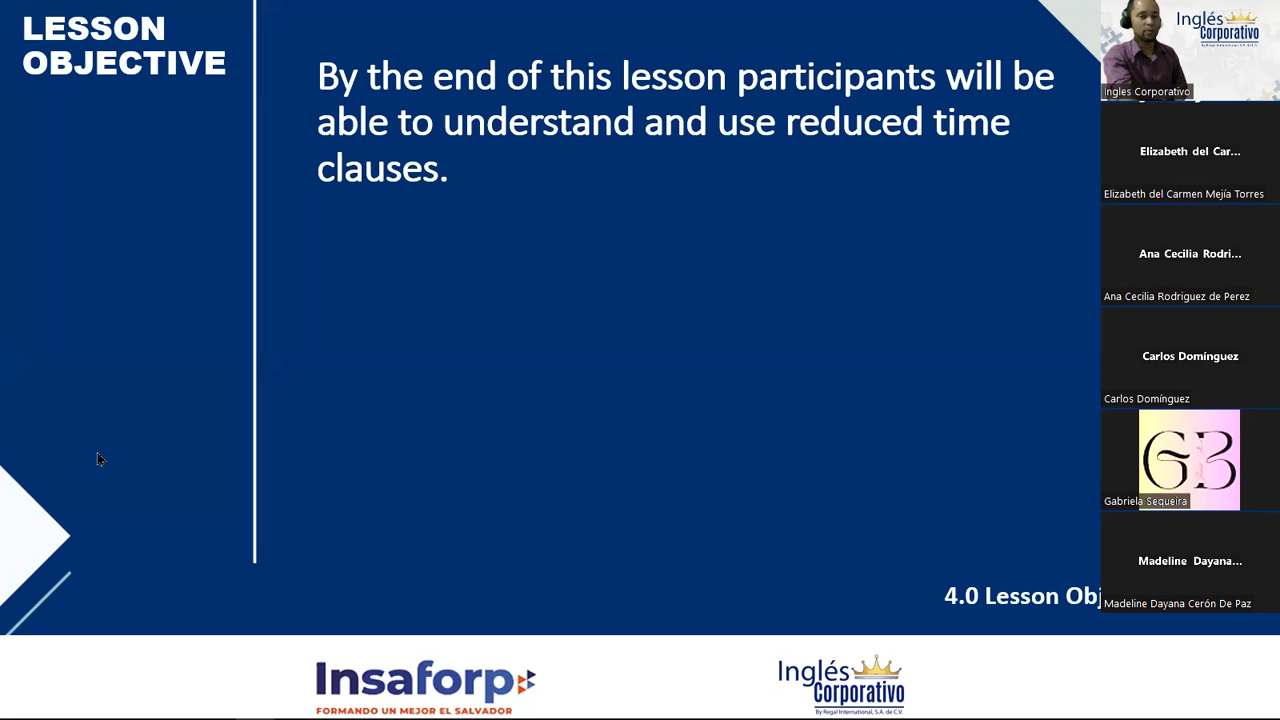 LESSON
OBJECTIVE
By the end of this lesson participants will be
able to understand and use reduced time
clauses.
4.0 Lesson Obj
Insaforp
FORMANDO UN MEJOR EL SALVADOR
Inglés
Corporativo
By Regal International, S.A. de C.V.
Inglés
Corporativo
Ingles Corporativo
Elizabeth del Car...
Elizabeth del Carmen Mejía Torres
Ana Cecilia Rodri...
Ana Cecilia Rodriguez de Perez
Carlos Domínguez
Carlos Domínguez
GB
Gabriela Sequeira
Madeline Dayana...
Madeline Dayana Cerón De Paz